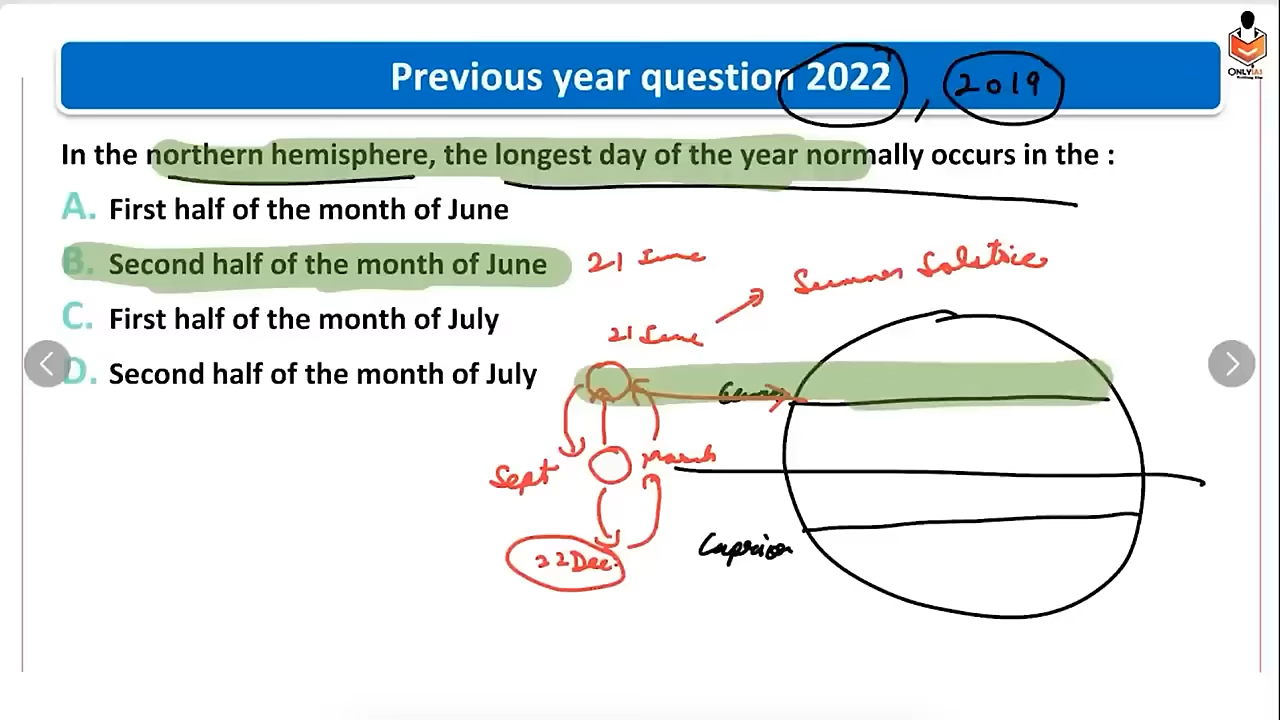 Previous year question 2022 , 2019
ONLYIAS
In the northern hemisphere, the longest day of the year normally occurs in the :
A. First half of the month of June
B. Second half of the month of June 21 June
Summer Solstice
C. First half of the month of July
21 June
D. Second half of the month of July
Sept March
Capricon
22 Dec.